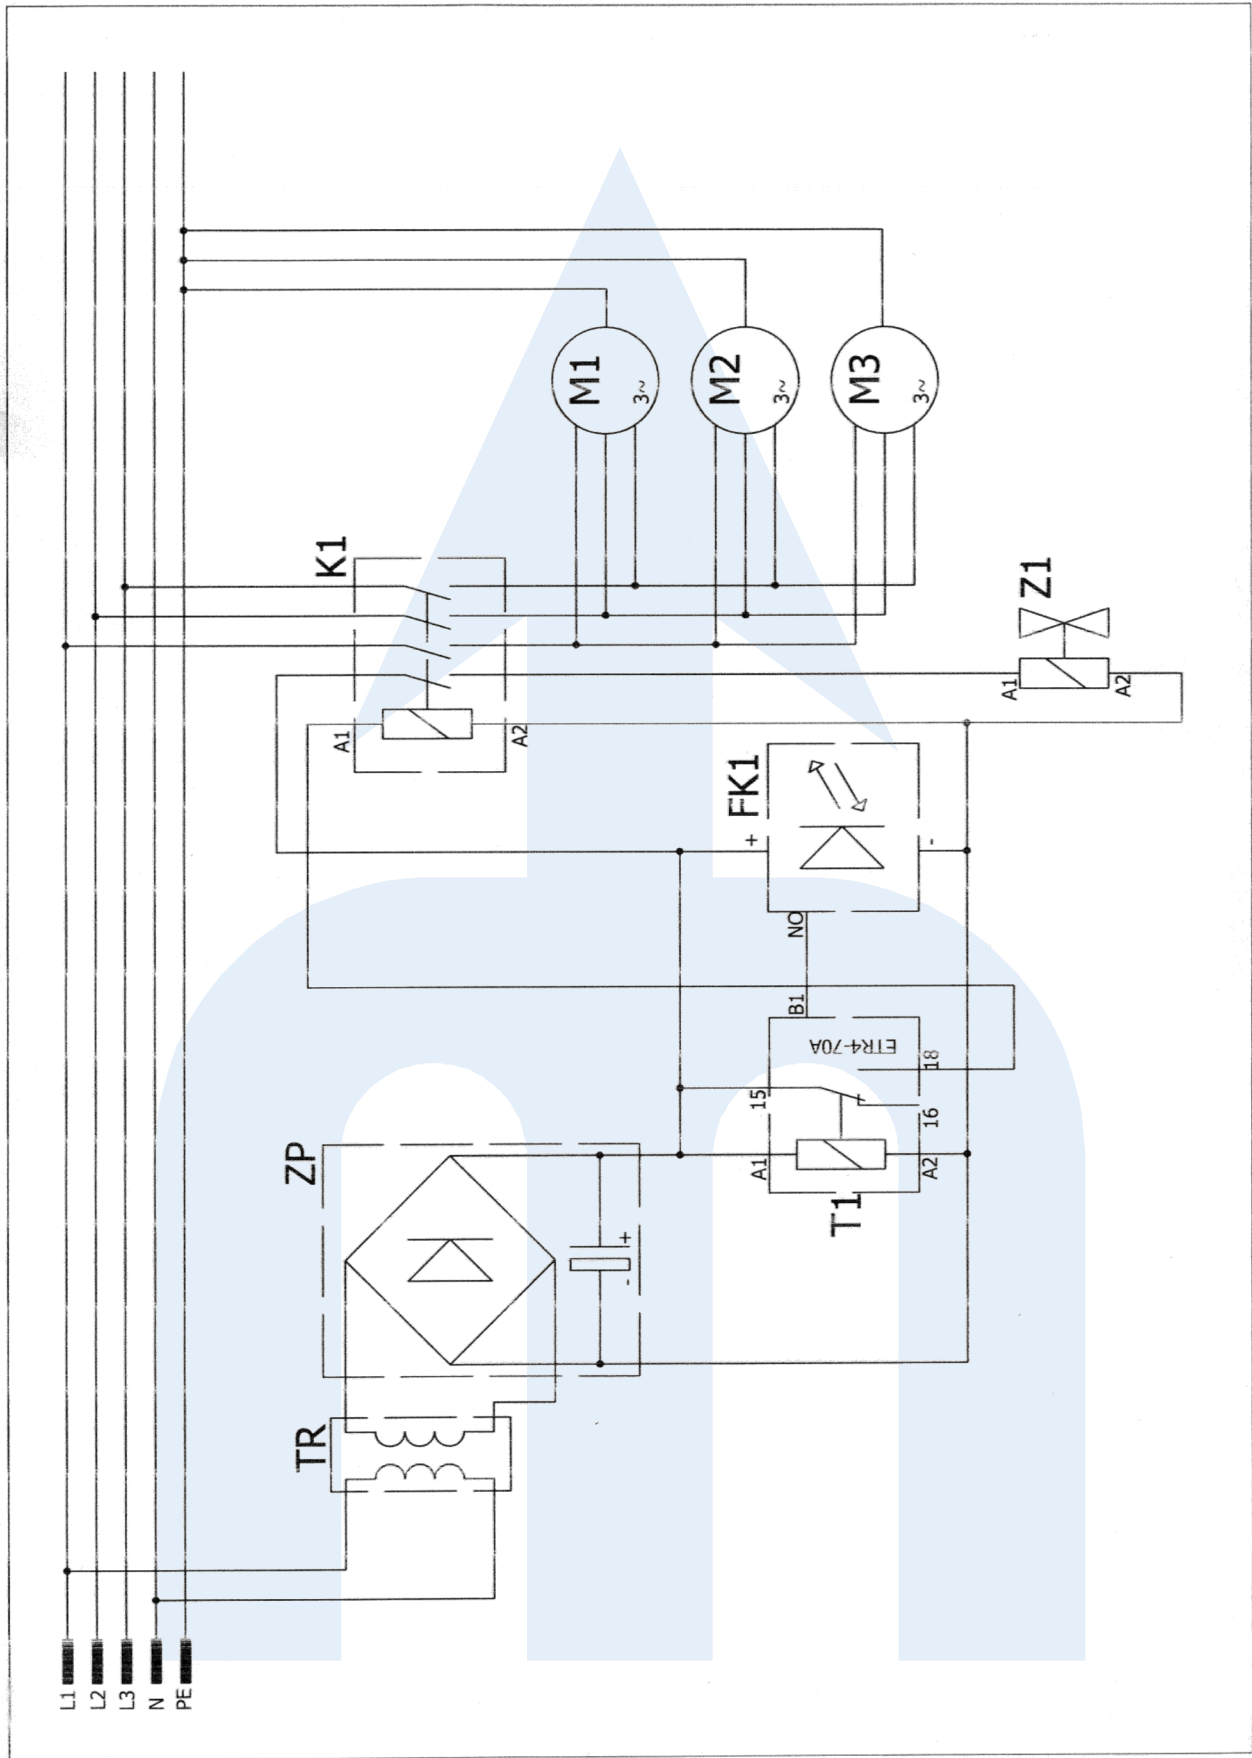 L1
L2
L3
N
PE
TR
ZP
- +
T1
A1
A2
15
16
18
ETR4-70A
B1
NO
FK1
+
-
K1
A1
A2
Z1
A1
A2
M1
3~
M2
3~
M3
3~